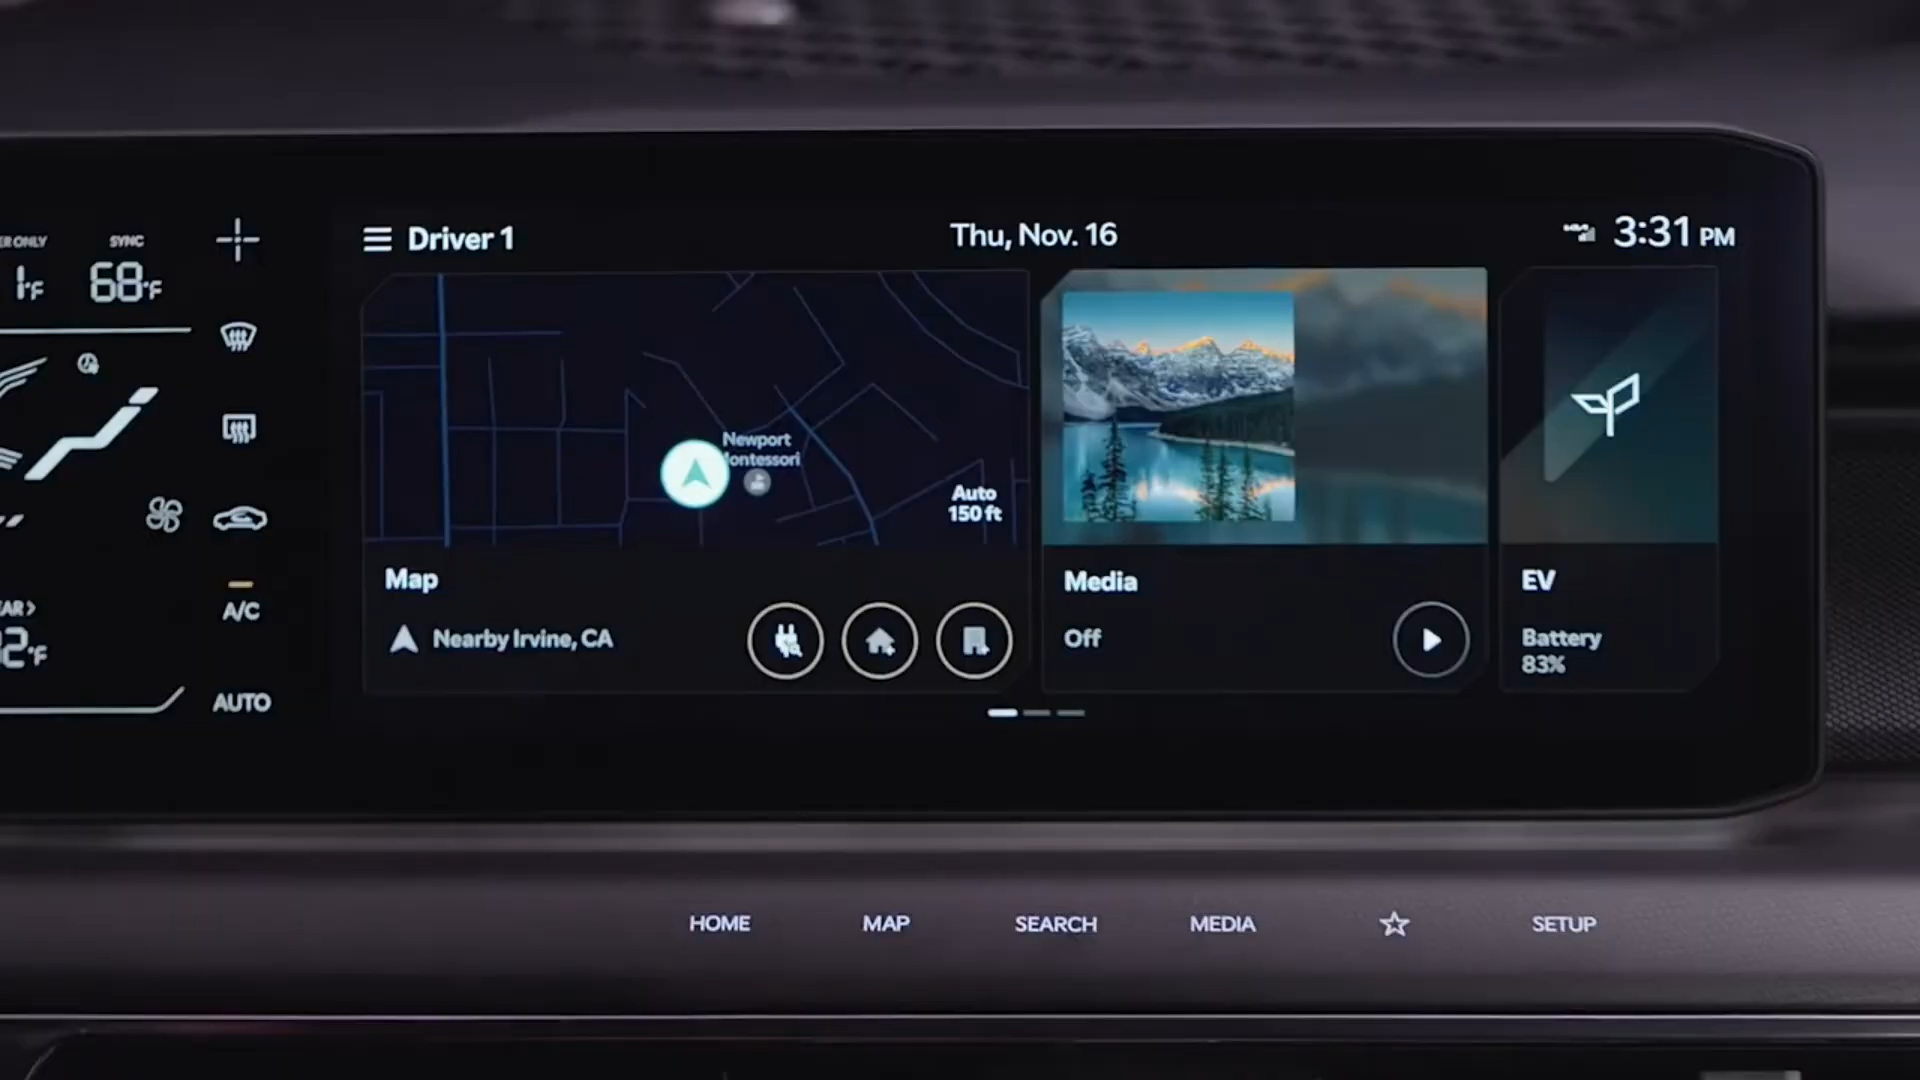 SYNC
68°F
A/C
AUTO
Driver 1
Thu, Nov. 16
3:31 PM
Newport
Auto
150 ft
Map
Nearby Irvine, CA
Media
Off
EV
Battery
83%
HOME
MAP
SEARCH
MEDIA
SETUP